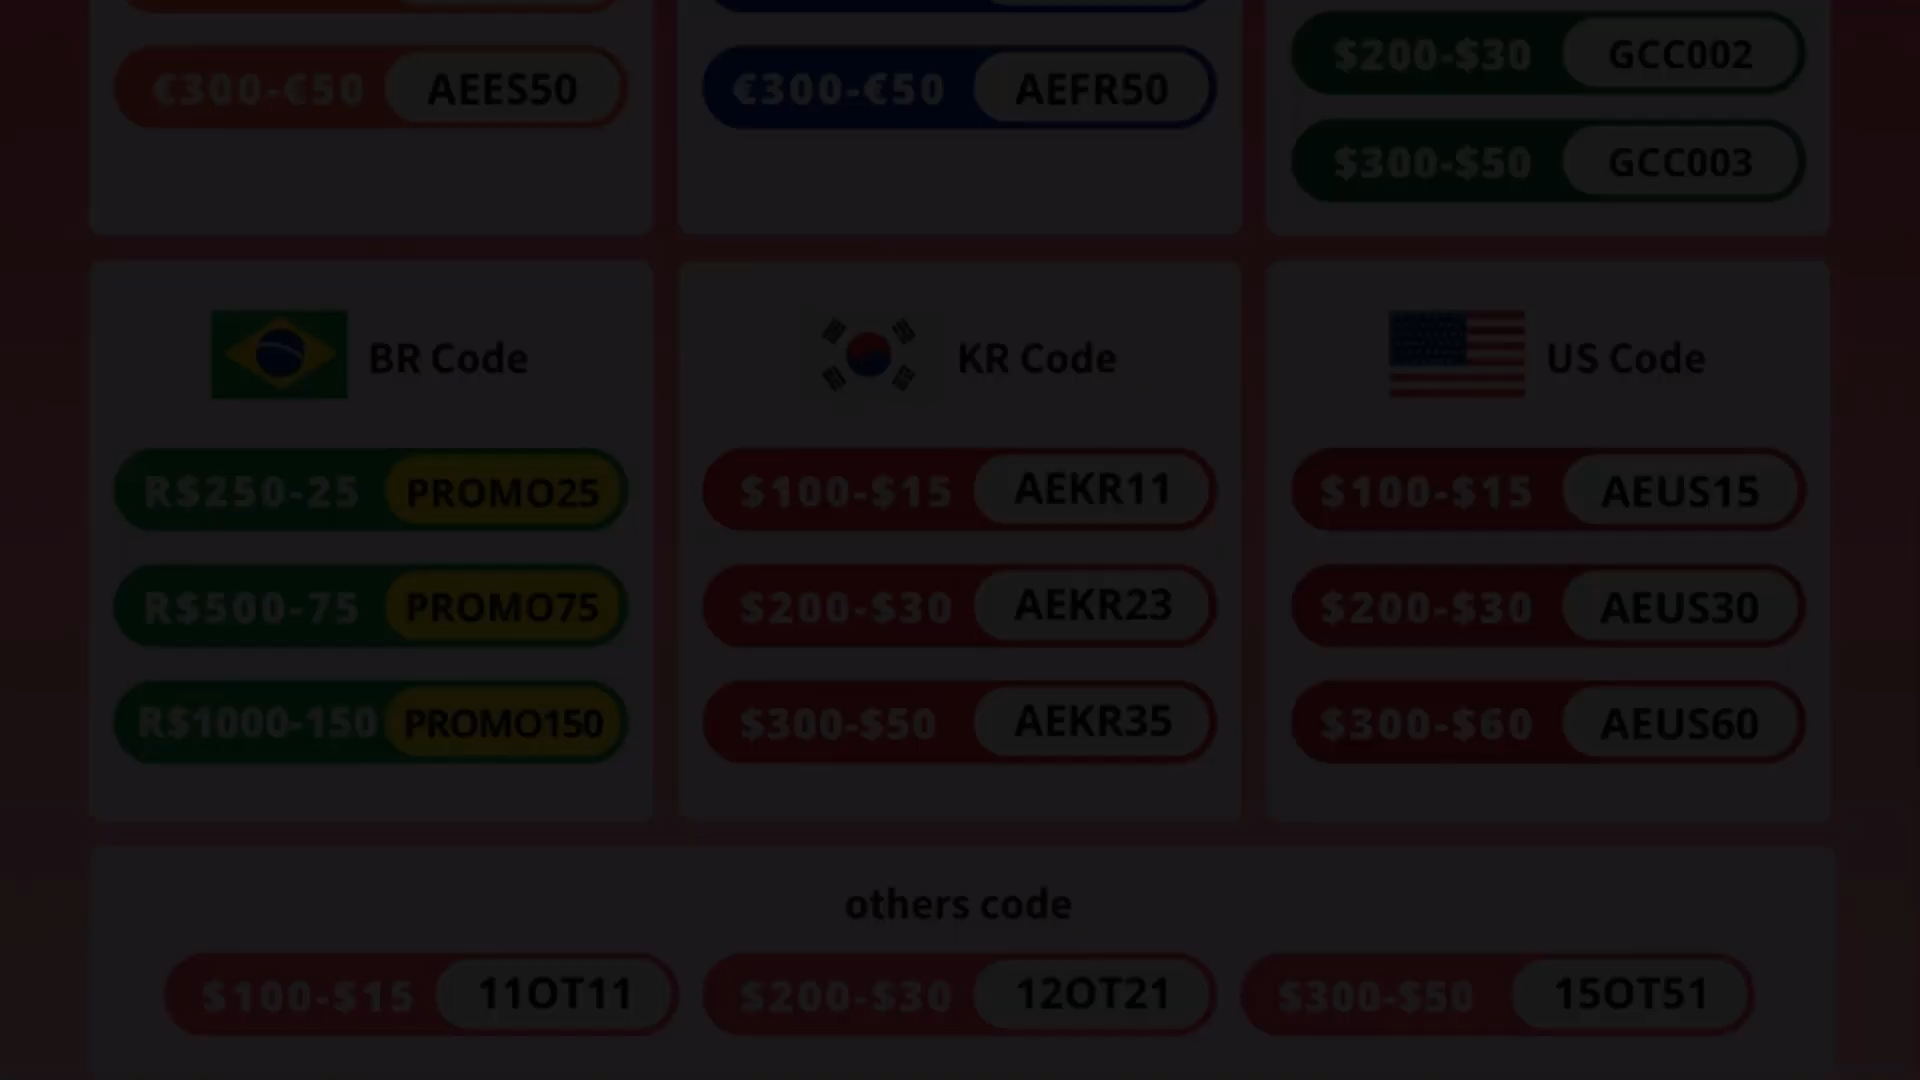 €300-€50 AEES50
€300-€50 AEFR50
$200-$30 GCC002
$300-$50 GCC003
BR Code
R$250-25 PROMO25
R$500-75 PROMO75
R$1000-150 PROMO150
KR Code
$100-$15 AEKR11
$200-$30 AEKR23
$300-$50 AEKR35
US Code
$100-$15 AEUS15
$200-$30 AEUS30
$300-$60 AEUS60
others code
$100-$15 11OT11
$200-$30 12OT21
$300-$50 15OT51